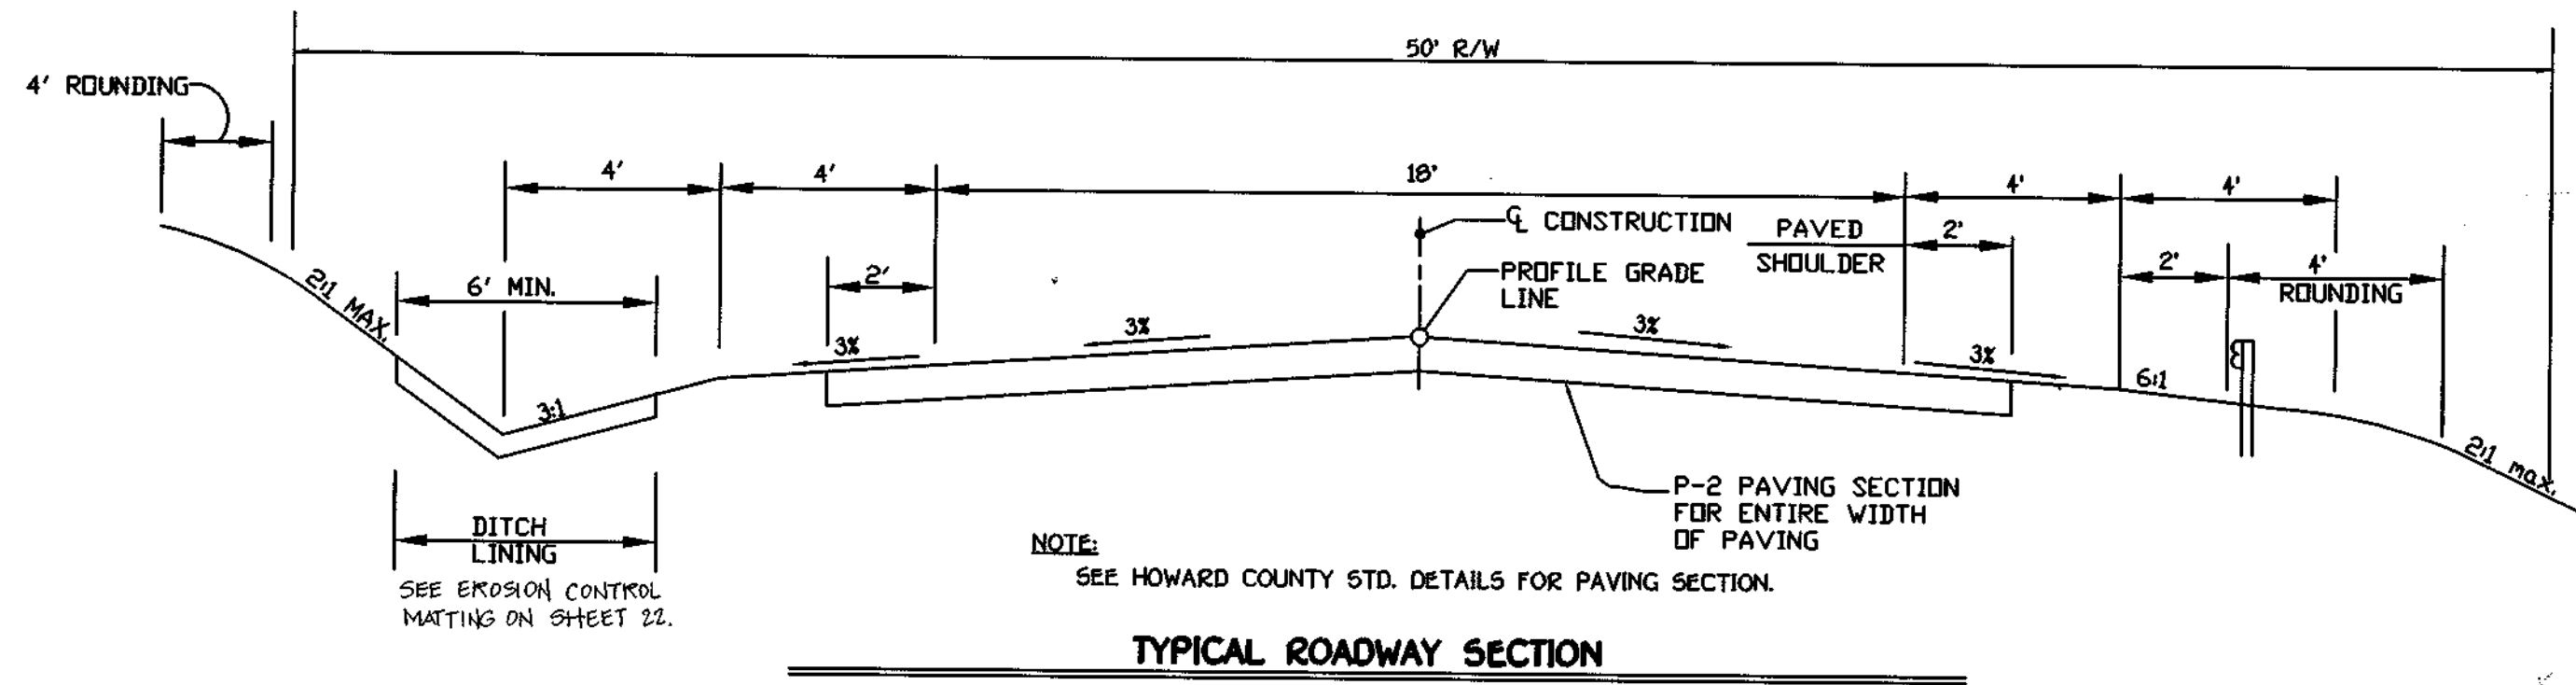 50' R/W
4' ROUNDING
4'
4'
18'
4'
4'
℄ CONSTRUCTION
PAVED
SHOULDER
2'
2'
4'
ROUNDING
6' MIN.
2'
PROFILE GRADE
LINE
2:1 MAX.
3%
3%
3%
3%
6:1
3:1
2:1 max.
P-2 PAVING SECTION
FOR ENTIRE WIDTH
OF PAVING
DITCH
LINING
SEE EROSION CONTROL
MATTING ON SHEET 22.
NOTE:
SEE HOWARD COUNTY STD. DETAILS FOR PAVING SECTION.
TYPICAL ROADWAY SECTION